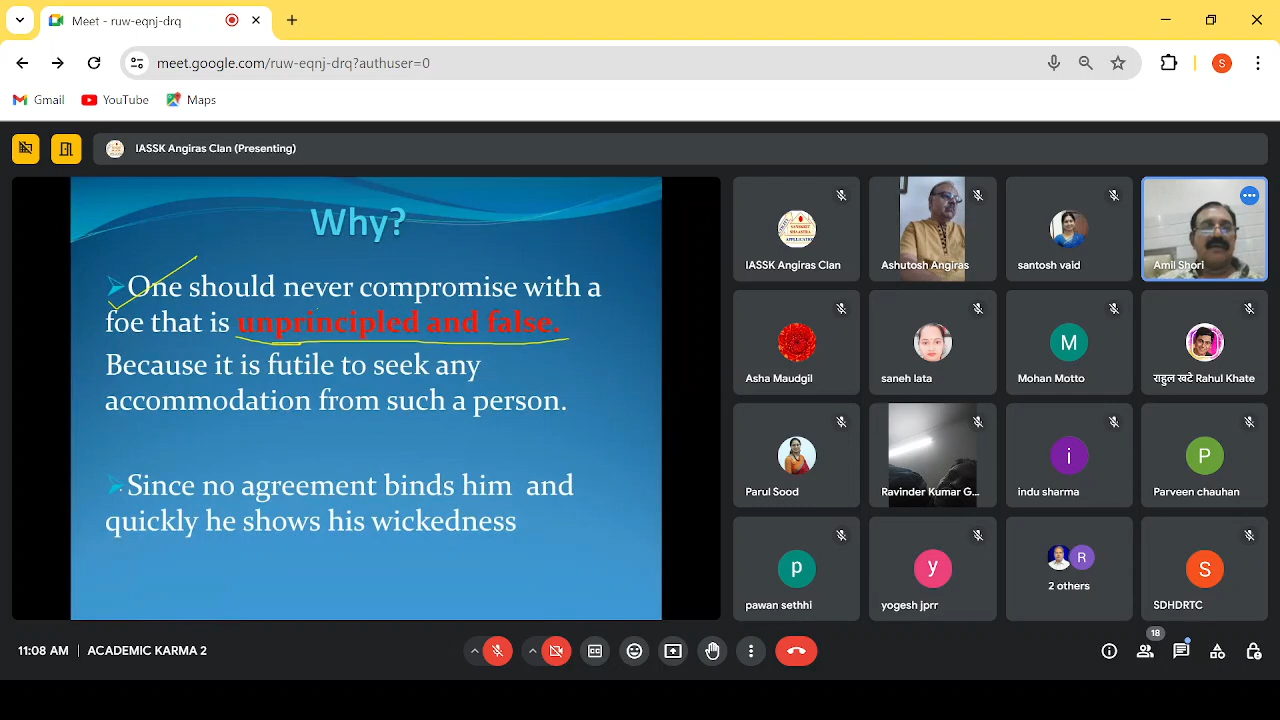 Meet - ruw-eqnj-drq
meet.google.com/ruw-eqnj-drq?authuser=0
S
Gmail
YouTube
Maps
IASSK Angiras Clan (Presenting)
Why?
One should never compromise with a
foe that is unprincipled and false.
Because it is futile to seek any
accommodation from such a person.
Since no agreement binds him and
quickly he shows his wickedness
IASSK Angiras Clan
Ashutosh Angiras
santosh vaid
Amil Shori
Asha Maudgil
saneh lata
M
Mohan Motto
राहुल खटे Rahul Khate
Parul Sood
Ravinder Kumar G...
i
indu sharma
P
Parveen chauhan
p
pawan sethhi
y
yogesh jprr
R
2 others
S
SDHDRTC
11:08 AM | ACADEMIC KARMA 2
18